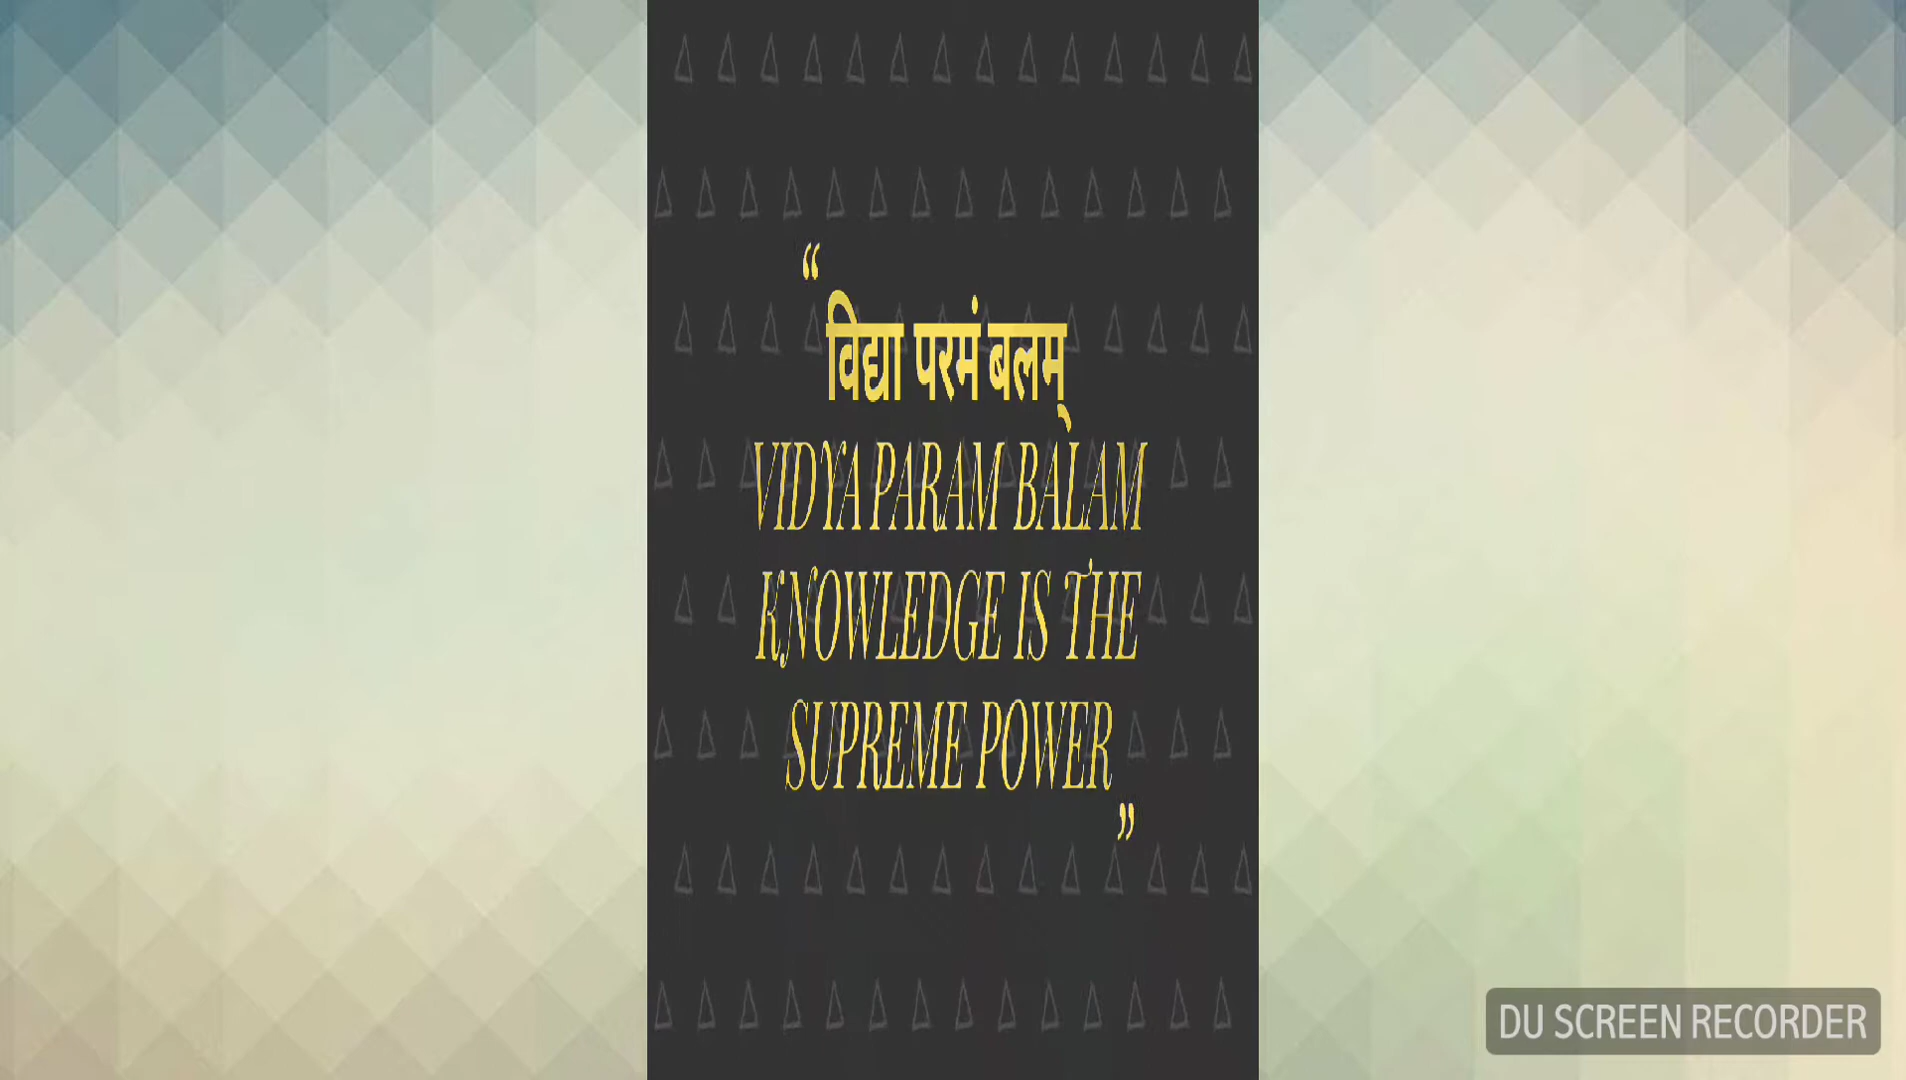 “
विद्या परमं बलम्
VIDYA PARAM BALAM
KNOWLEDGE IS THE
SUPREME POWER
”
DU SCREEN RECORDER